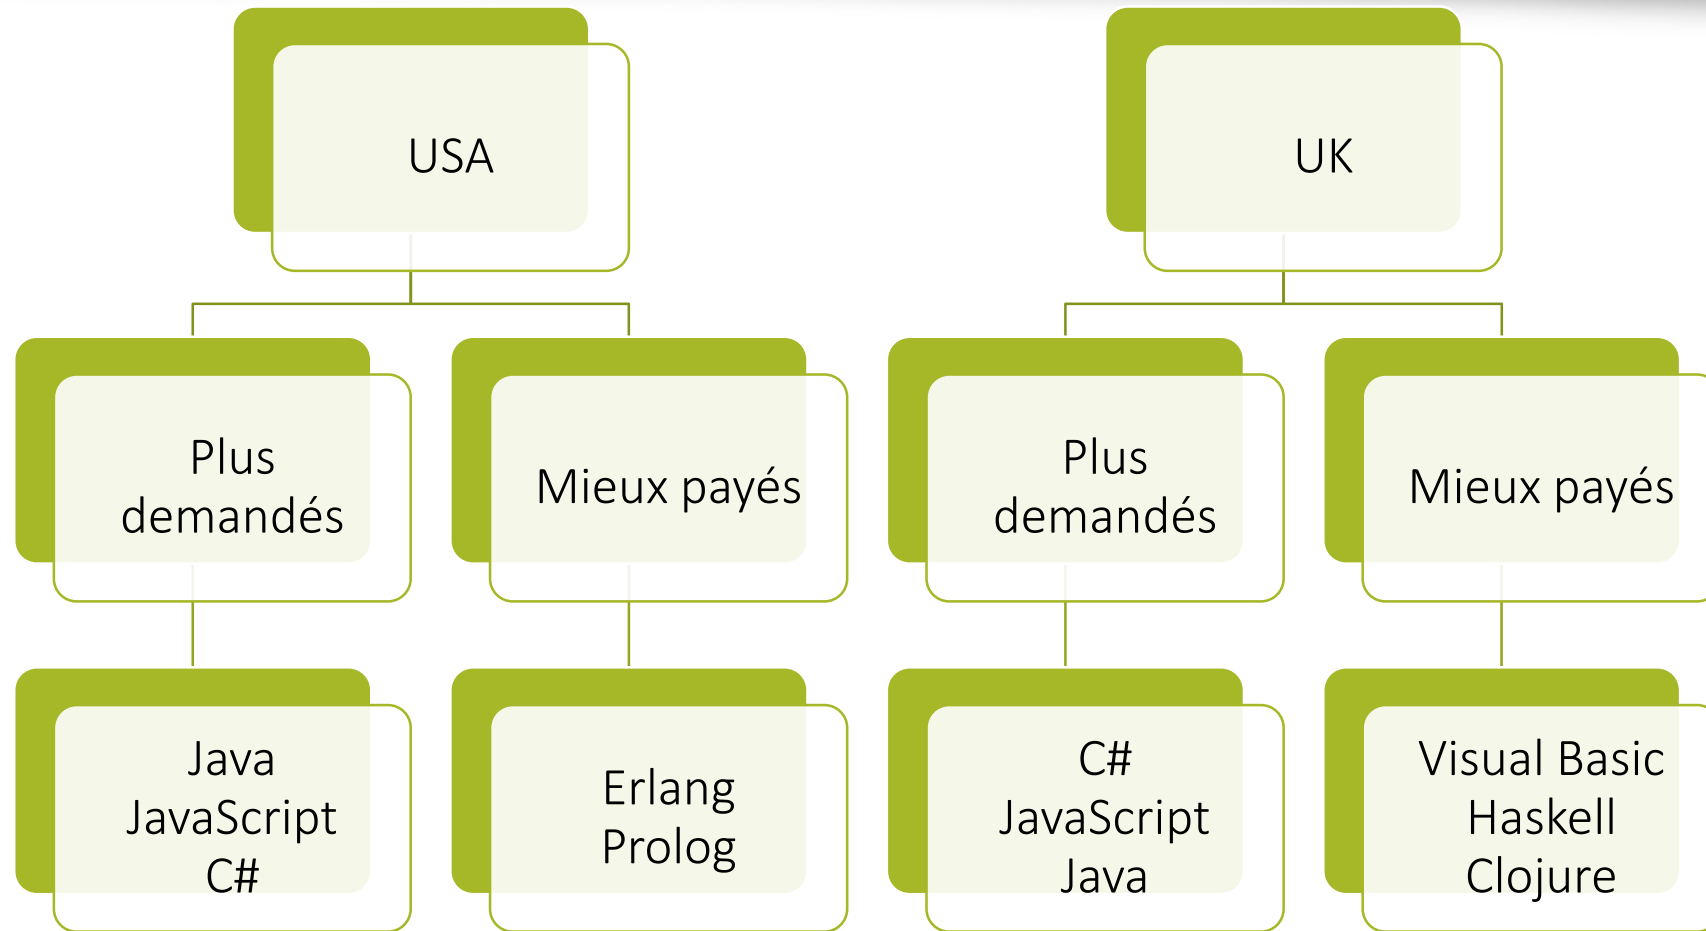 USA
UK
Plus
demandés
Mieux payés
Plus
demandés
Mieux payés
Java
JavaScript
C#
Erlang
Prolog
C#
JavaScript
Java
Visual Basic
Haskell
Clojure